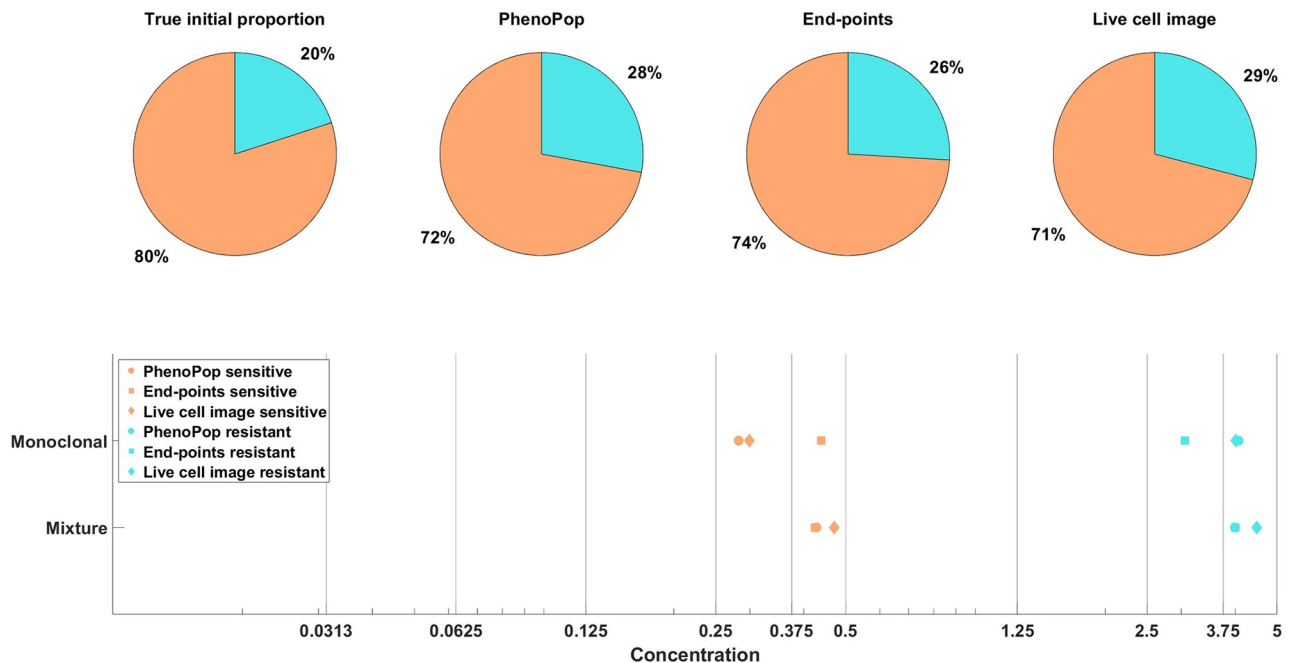 True initial proportion
PhenoPop
End-points
Live cell image
20%
80%
28%
72%
26%
74%
29%
71%
PhenoPop sensitive
End-points sensitive
Live cell image sensitive
PhenoPop resistant
End-points resistant
Live cell image resistant
Monoclonal
Mixture
0.0313 0.0625 0.125 0.25 0.375 0.5 1.25 2.5 3.75 5
Concentration